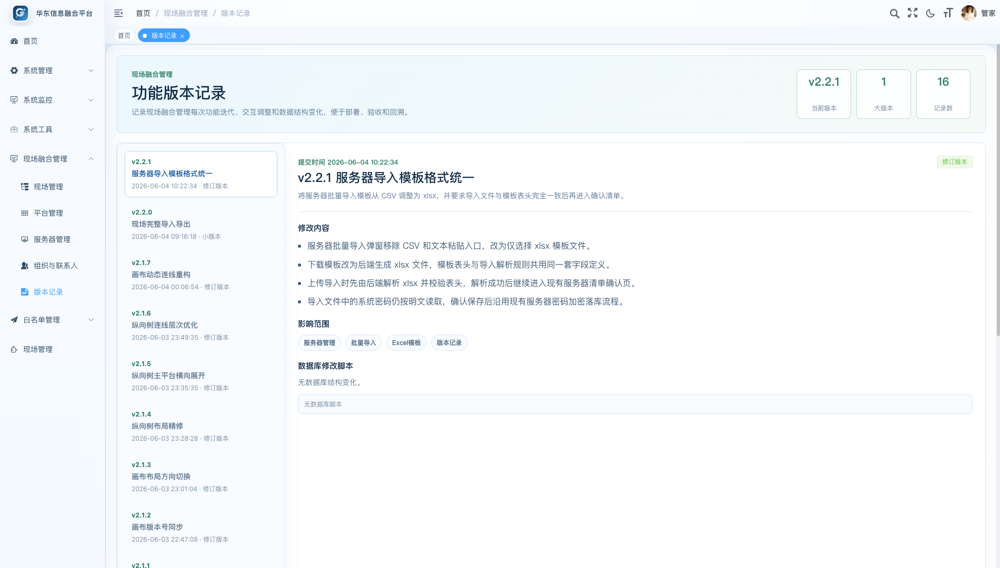 华东信息融合平台
首页
系统管理
系统监控
系统工具
现场融合管理
现场管理
平台管理
服务器管理
组织与联系人
版本记录
白名单管理
现场管理
首页 / 现场融合管理 / 版本记录
管家
首页
版本记录
现场融合管理
功能版本记录
记录现场融合管理每次功能迭代、交互调整和数据结构变化，便于部署、验收和回溯。
v2.2.1
当前版本
1
大版本
16
记录数
v2.2.1
服务器导入模板格式统一
2026-06-04 10:22:34 · 修订版本
v2.2.0
现场完整导入导出
2026-06-04 09:16:18 · 小版本
v2.1.7
画布动态连线重构
2026-06-04 00:06:54 · 修订版本
v2.1.6
纵向树连线层次优化
2026-06-03 23:49:35 · 修订版本
v2.1.5
纵向树主平台横向展开
2026-06-03 23:35:35 · 修订版本
v2.1.4
纵向树布局精修
2026-06-03 23:28:28 · 修订版本
v2.1.3
画布布局方向切换
2026-06-03 23:01:04 · 修订版本
v2.1.2
画布版本号同步
2026-06-03 22:47:08 · 修订版本
v2.1.1
提交时间 2026-06-04 10:22:34
修订版本
v2.2.1 服务器导入模板格式统一
将服务器批量导入模板从 CSV 调整为 xlsx，并要求导入文件与模板表头完全一致后再进入确认清单。
修改内容
• 服务器批量导入弹窗移除 CSV 和文本粘贴入口，改为仅选择 xlsx 模板文件。
• 下载模板改为后端生成 xlsx 文件，模板表头与导入解析规则共用同一套字段定义。
• 上传导入时先由后端解析 xlsx 并校验表头，解析成功后继续进入现有服务器清单确认页。
• 导入文件中的系统密码仍按明文读取，确认保存后沿用现有服务器密码加密落库流程。
影响范围
服务器管理 批量导入 Excel模板 版本记录
数据库修改脚本
无数据库结构变化。
无数据库脚本